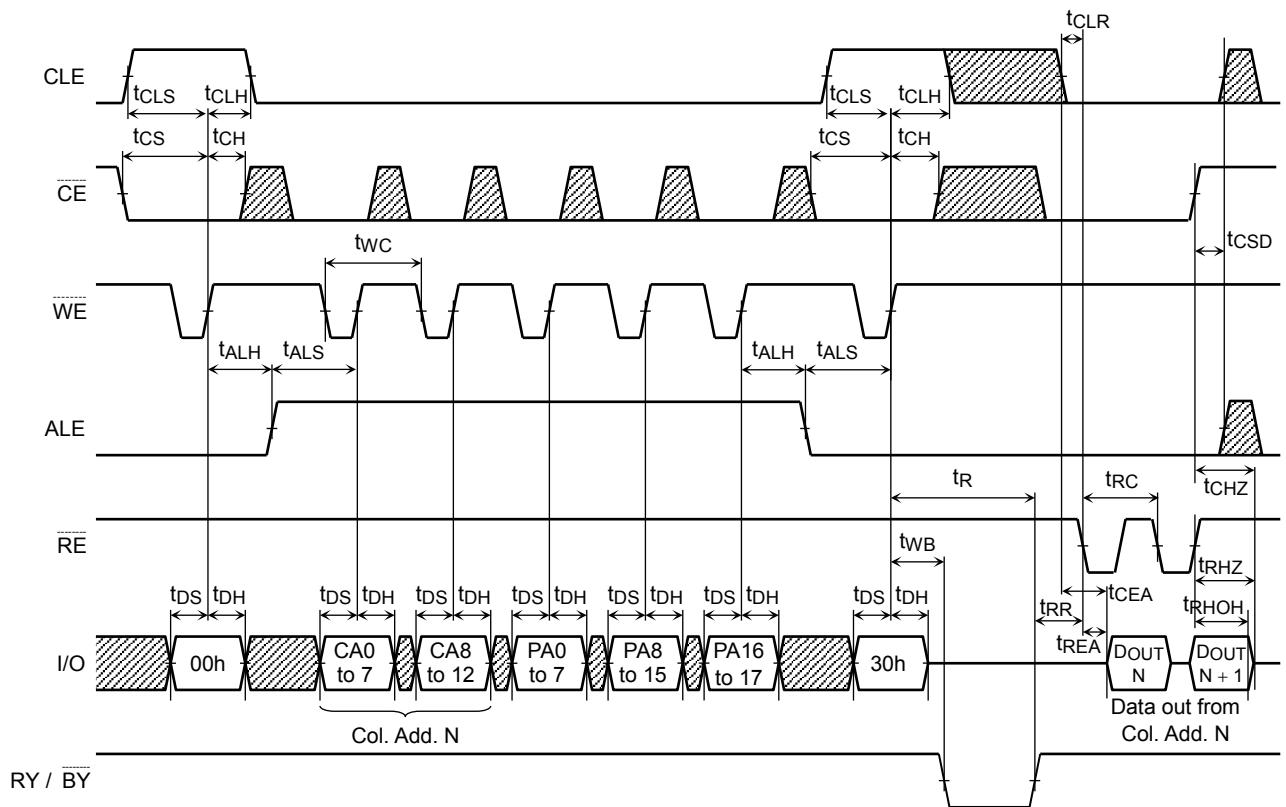 tCLR
CLE
tCLS tCLH tCLS tCLH
tCS tCH tCS tCH
CE
tWC tCSD
WE
tALH tALS tALH tALS
ALE
tR tRC tCHZ
RE
tWB tRHZ
tDS tDH tDS tDH tDS tDH tDS tDH tDS tDH tDS tDH tDS tDH tCEA
tRR tRHOH
tREA
I/O
00h
CA0
to 7
CA8
to 12
PA0
to 7
PA8
to 15
PA16
to 17
30h
DOUT
N
DOUT
N + 1
Col. Add. N
Data out from
Col. Add. N
RY / BY